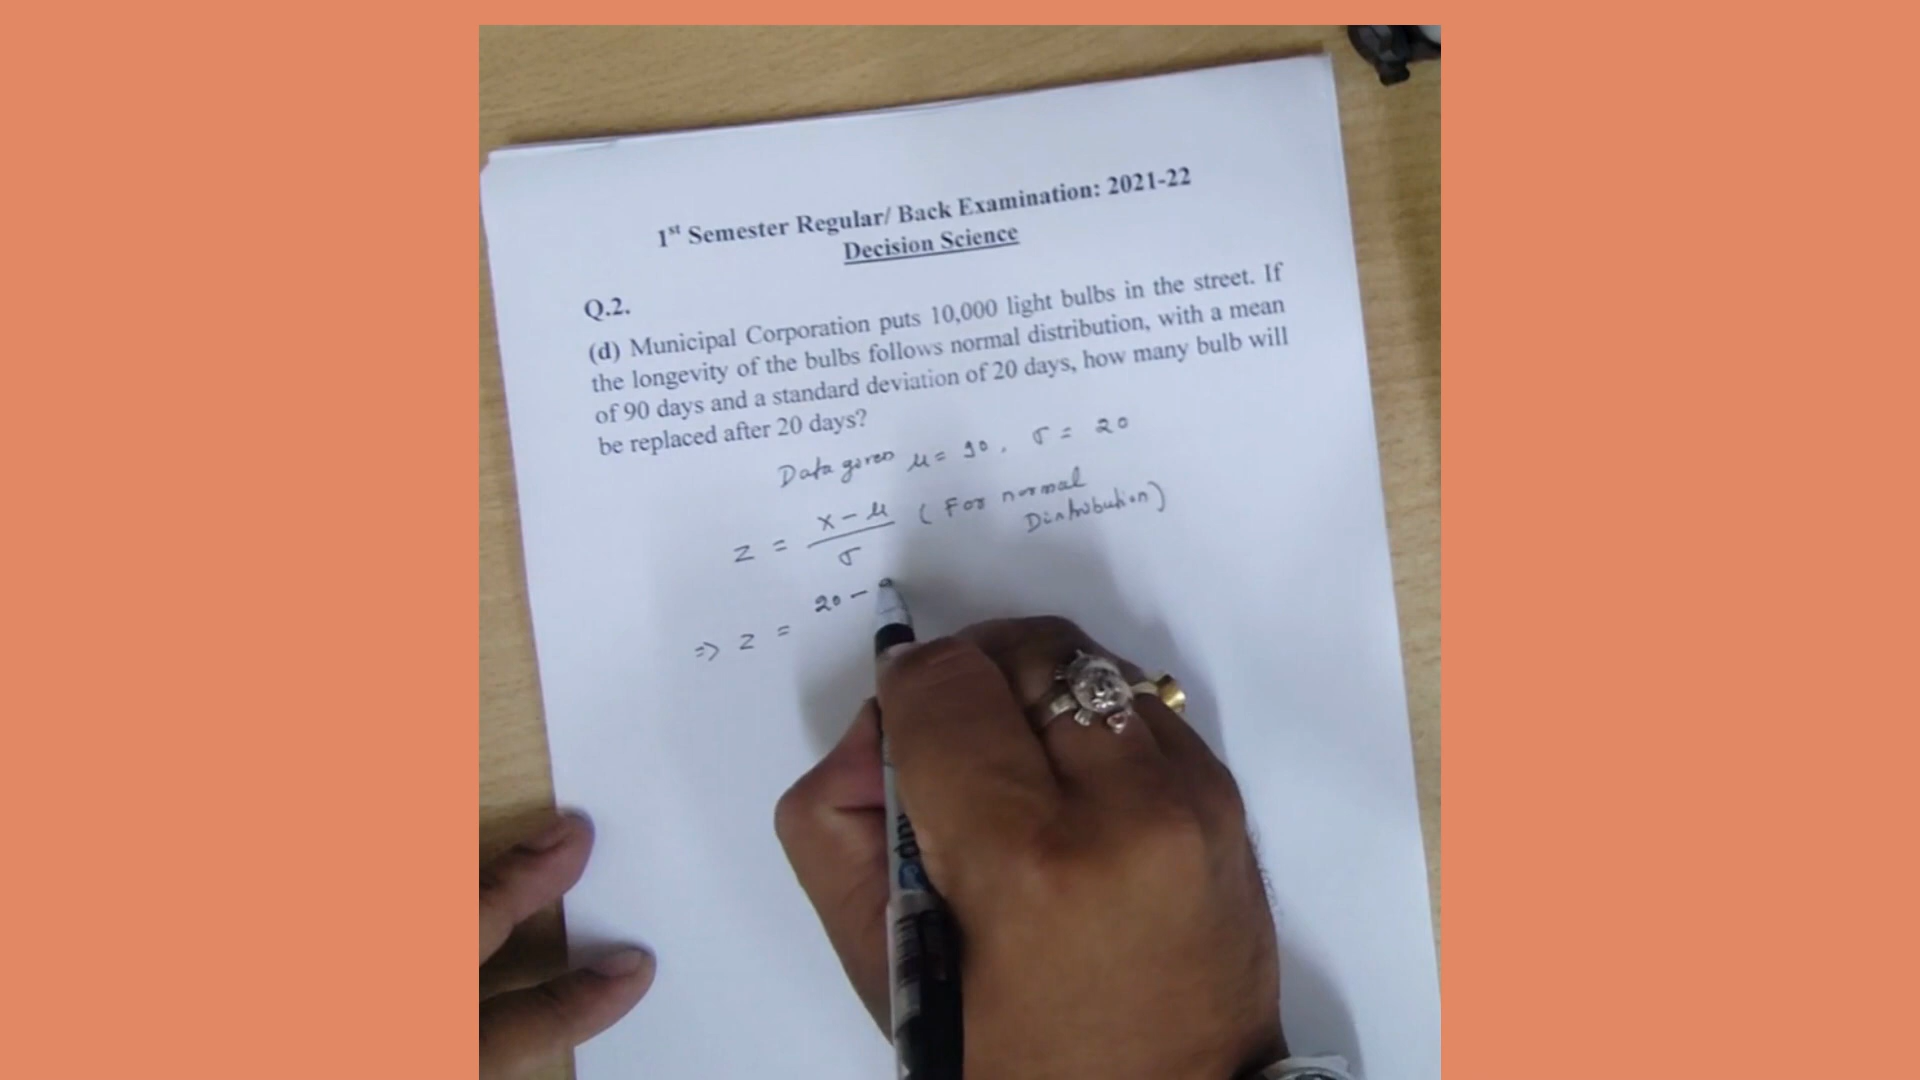 1st Semester Regular/ Back Examination: 2021-22
Decision Science
Q.2.
(d) Municipal Corporation puts 10,000 light bulbs in the street. If
the longevity of the bulbs follows normal distribution, with a mean
of 90 days and a standard deviation of 20 days, how many bulb will
be replaced after 20 days?
Data given μ = 90, σ = 20
z = x - μ / σ (For normal
Distribution)
⇒ z = 20 -